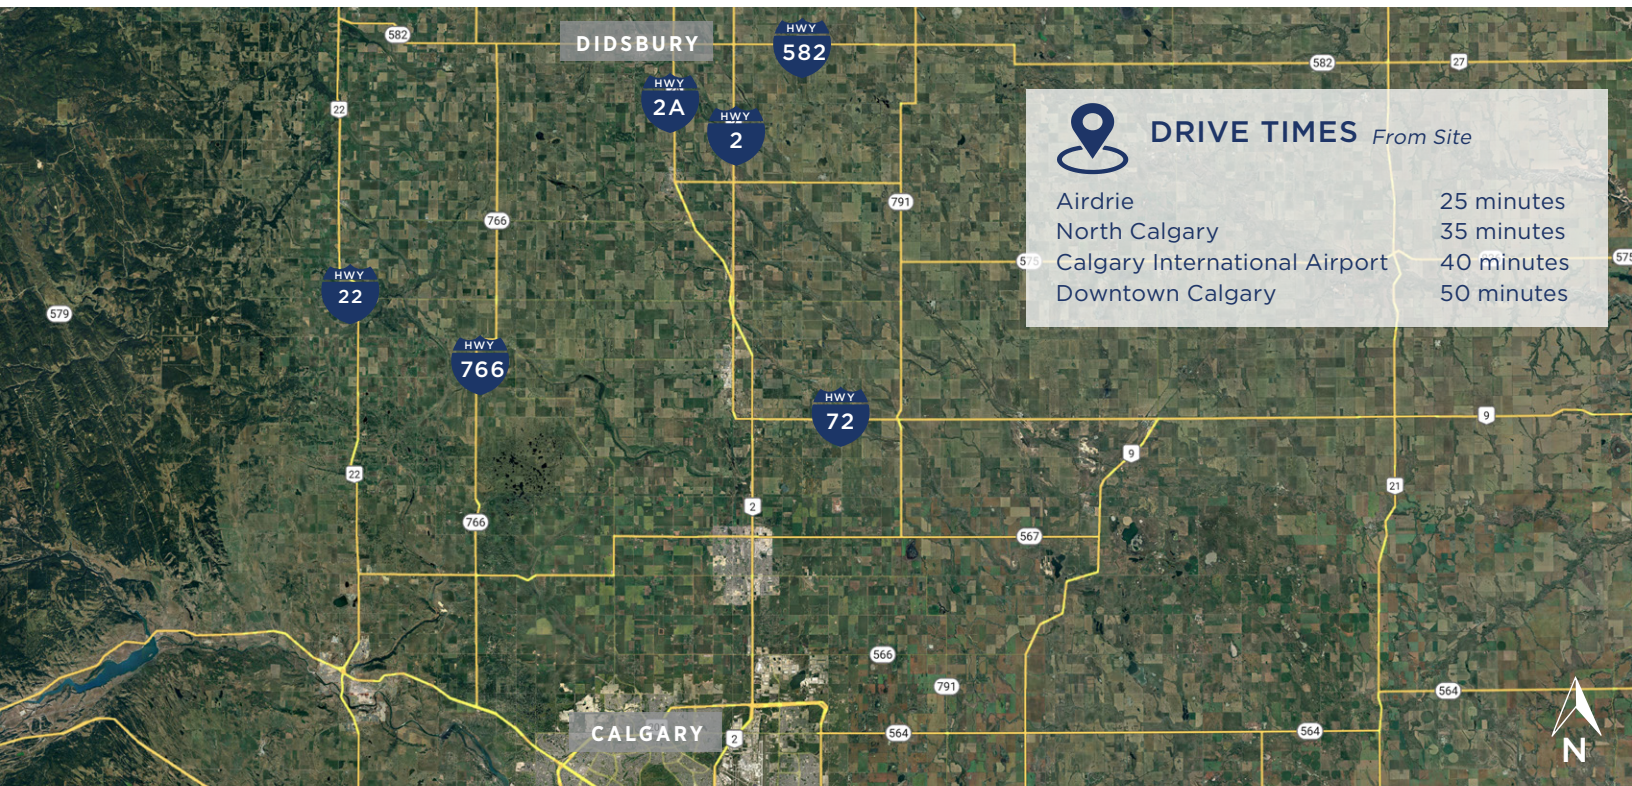 582
DIDSBURY
HWY
582
582
27
HWY
2A
22
HWY
2
DRIVE TIMES From Site
Airdrie 25 minutes
North Calgary 35 minutes
Calgary International Airport 40 minutes
Downtown Calgary 50 minutes
791
766
575
575
HWY
22
579
HWY
766
HWY
72
9
9
22
21
2
766
567
566
791
564
CALGARY
2
564
564
N